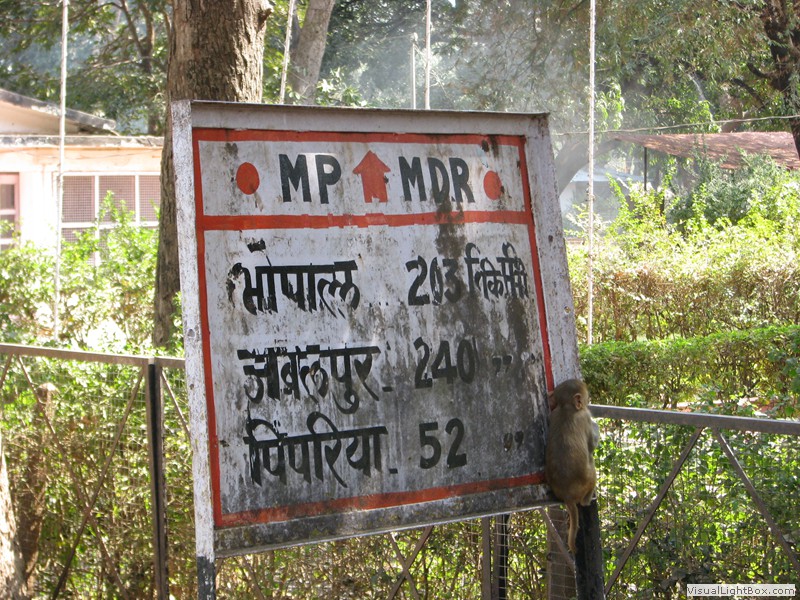 MP MDR
भोपाल 203 कि.मी.
जबलपुर - 240 "
पिपरिया - 52 "
VisualLightBox.com